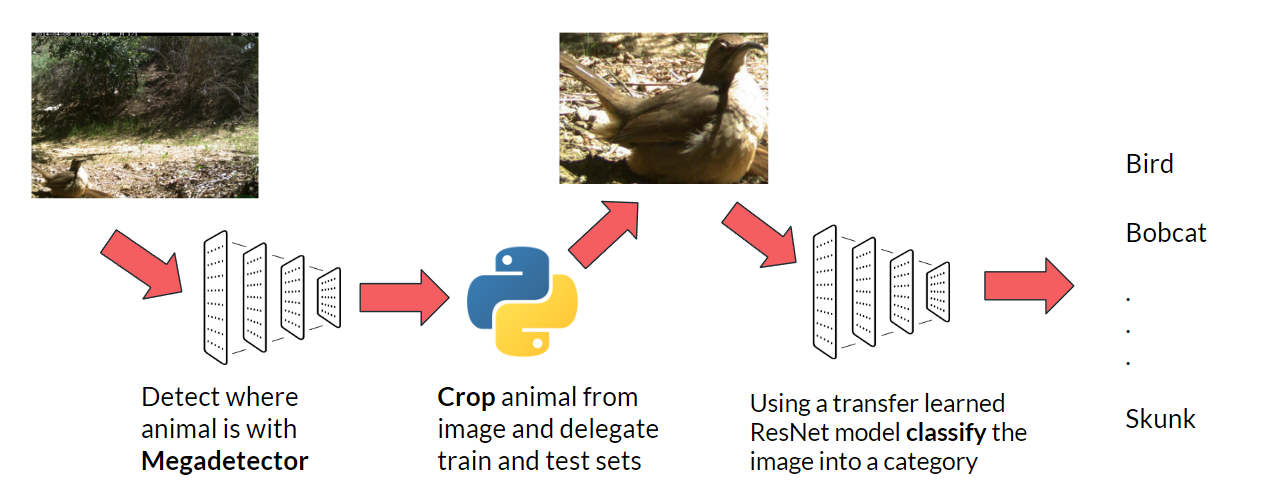 Detect where
animal is with
Megadetector
Crop animal from
image and delegate
train and test sets
Using a transfer learned
ResNet model classify the
image into a category
Bird
Bobcat
.
.
.
Skunk